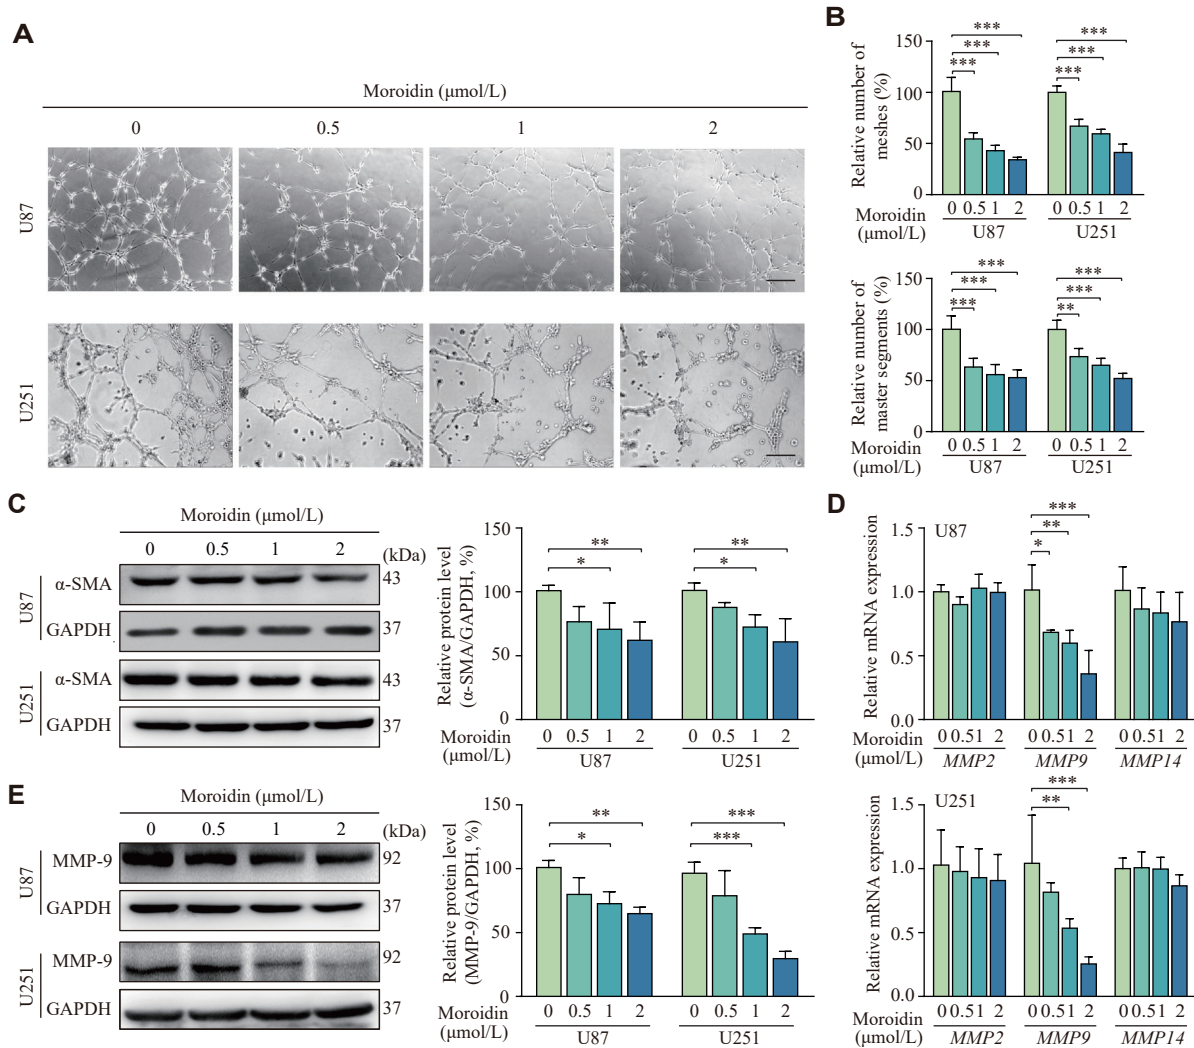 A
Moroidin (μmol/L)
0 0.5 1 2
U87
U251
B
Relative number of
meshes (%)
150
100
50
0
*** *** *** *** *** ***
Moroidin
(μmol/L)
0 0.5 1 2 0 0.5 1 2
U87 U251
Relative number of
master segments (%)
150
100
50
0
*** *** *** ** *** ***
Moroidin
(μmol/L)
0 0.5 1 2 0 0.5 1 2
U87 U251
C
Moroidin (μmol/L)
0 0.5 1 2 (kDa)
U87
α-SMA 43
GAPDH 37
U251
α-SMA 43
GAPDH 37
Relative protein level
(α-SMA/GAPDH, %)
150
100
50
0
* ** * **
Moroidin
(μmol/L)
0 0.5 1 2 0 0.5 1 2
U87 U251
D
Relative mRNA expression
U87
1.5
1.0
0.5
0.0
* ** ***
Moroidin
(μmol/L)
0 0.51 2 0 0.51 2 0 0.51 2
MMP2 MMP9 MMP14
Relative mRNA expression
U251
1.5
1.0
0.5
0.0
** ***
Moroidin
(μmol/L)
0 0.51 2 0 0.51 2 0 0.51 2
MMP2 MMP9 MMP14
E
Moroidin (μmol/L)
0 0.5 1 2 (kDa)
U87
MMP-9 92
GAPDH 37
U251
MMP-9 92
GAPDH 37
Relative protein level
(MMP-9/GAPDH, %)
150
100
50
0
* ** *** ***
Moroidin
(μmol/L)
0 0.5 1 2 0 0.5 1 2
U87 U251